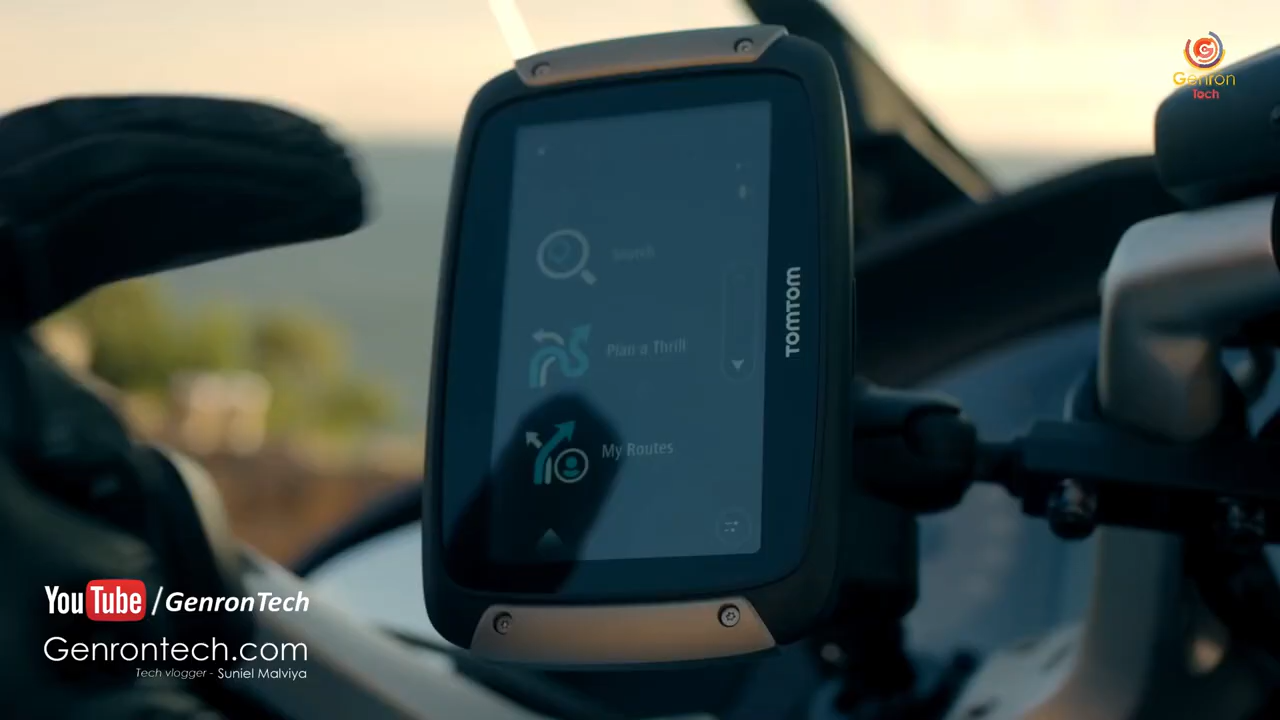 Genron
Tech
Search
TOMTOM
Plan a Thrill
My Routes
YouTube /GenronTech
Genrontech.com
Tech vlogger - Suniel Malviya